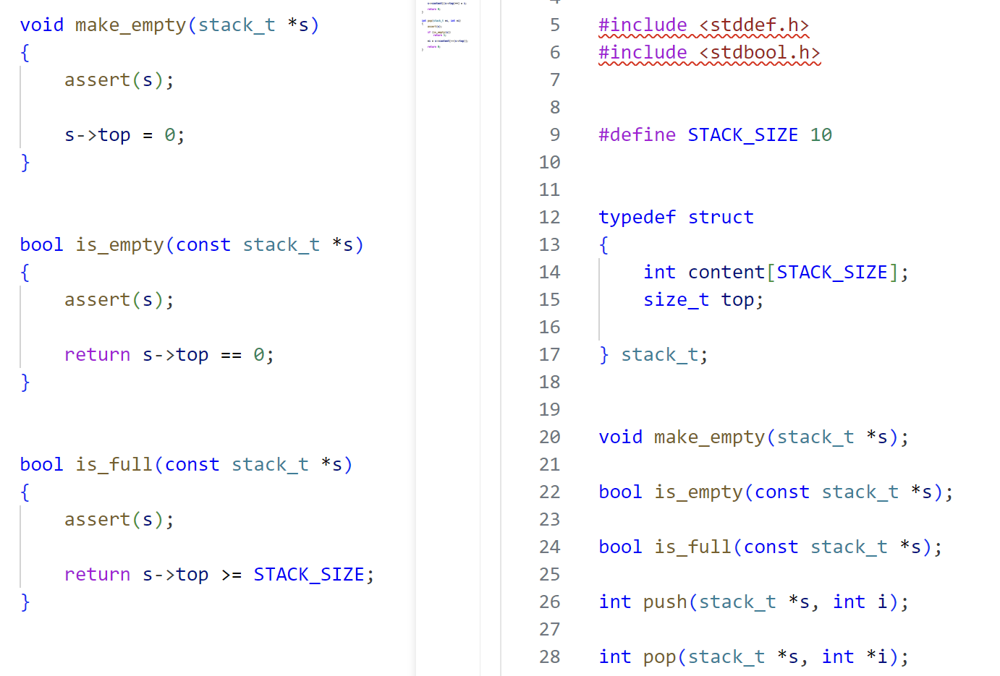 void make_empty(stack_t *s)
{
    assert(s);
    s->top = 0;
}
bool is_empty(const stack_t *s)
{
    assert(s);
    return s->top == 0;
}
bool is_full(const stack_t *s)
{
    assert(s);
    return s->top >= STACK_SIZE;
}
5 #include <stddef.h>
6 #include <stdbool.h>
7
8
9 #define STACK_SIZE 10
10
11
12 typedef struct
13 {
14     int content[STACK_SIZE];
15     size_t top;
16
17 } stack_t;
18
19
20 void make_empty(stack_t *s);
21
22 bool is_empty(const stack_t *s);
23
24 bool is_full(const stack_t *s);
25
26 int push(stack_t *s, int i);
27
28 int pop(stack_t *s, int *i);